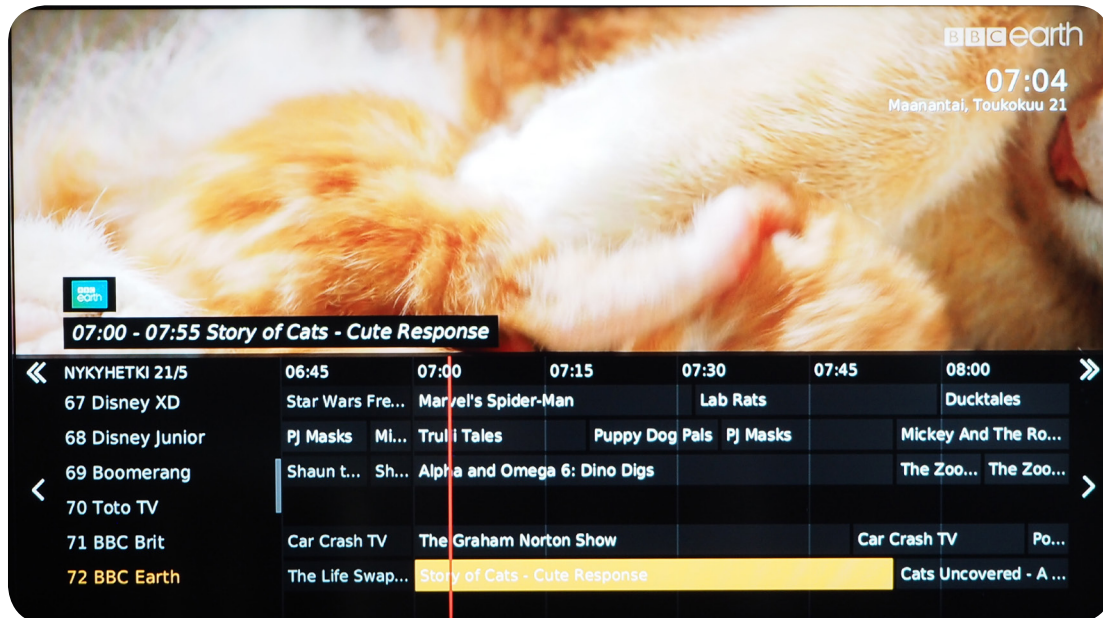 BBC earth
07:04
Maanantai, Toukokuu 21
BBC earth
07:00 - 07:55 Story of Cats - Cute Response
NYKYHETKI 21/5 06:45 07:00 07:15 07:30 07:45 08:00
67 Disney XD Star Wars Fre... Marvel's Spider-Man Lab Rats Ducktales
68 Disney Junior PJ Masks Mi... Trulli Tales Puppy Dog Pals PJ Masks Mickey And The Ro...
69 Boomerang Shaun t... Sh... Alpha and Omega 6: Dino Digs The Zoo... The Zoo...
70 Toto TV
71 BBC Brit Car Crash TV The Graham Norton Show Car Crash TV Po...
72 BBC Earth The Life Swap... Story of Cats - Cute Response Cats Uncovered - A ...